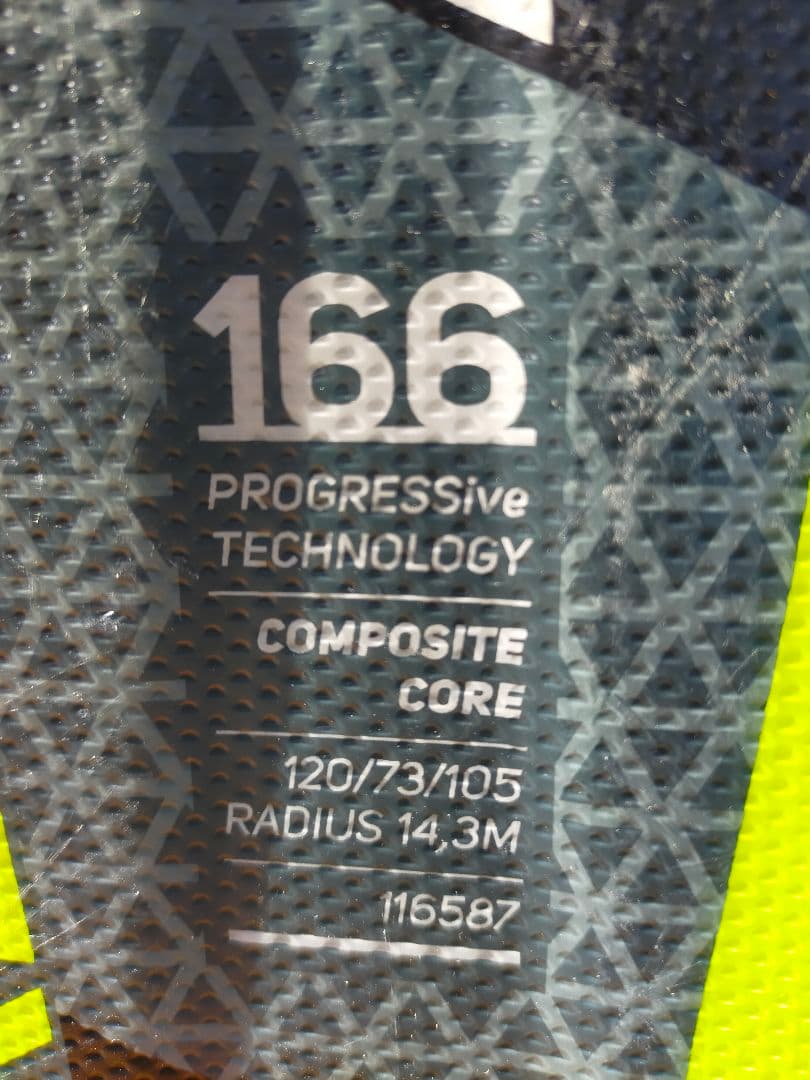 166
PROGRESSive
TECHNOLOGY
COMPOSITE
CORE
120/73/105
RADIUS 14,3M
116587